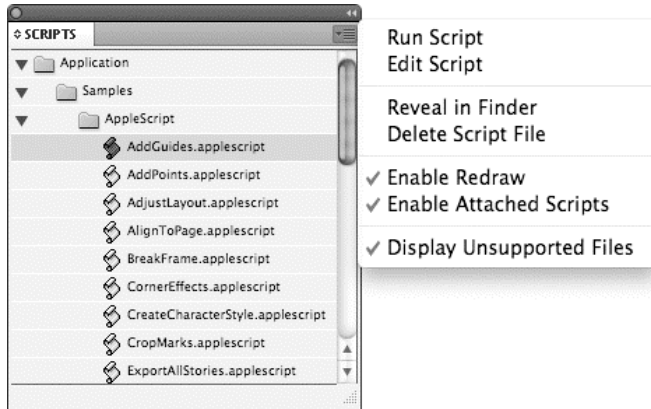 SCRIPTS
Application
Samples
AppleScript
AddGuides.applescript
AddPoints.applescript
AdjustLayout.applescript
AlignToPage.applescript
BreakFrame.applescript
CornerEffects.applescript
CreateCharacterStyle.applescript
CropMarks.applescript
ExportAllStories.applescript
Run Script
Edit Script
Reveal in Finder
Delete Script File
Enable Redraw
Enable Attached Scripts
Display Unsupported Files